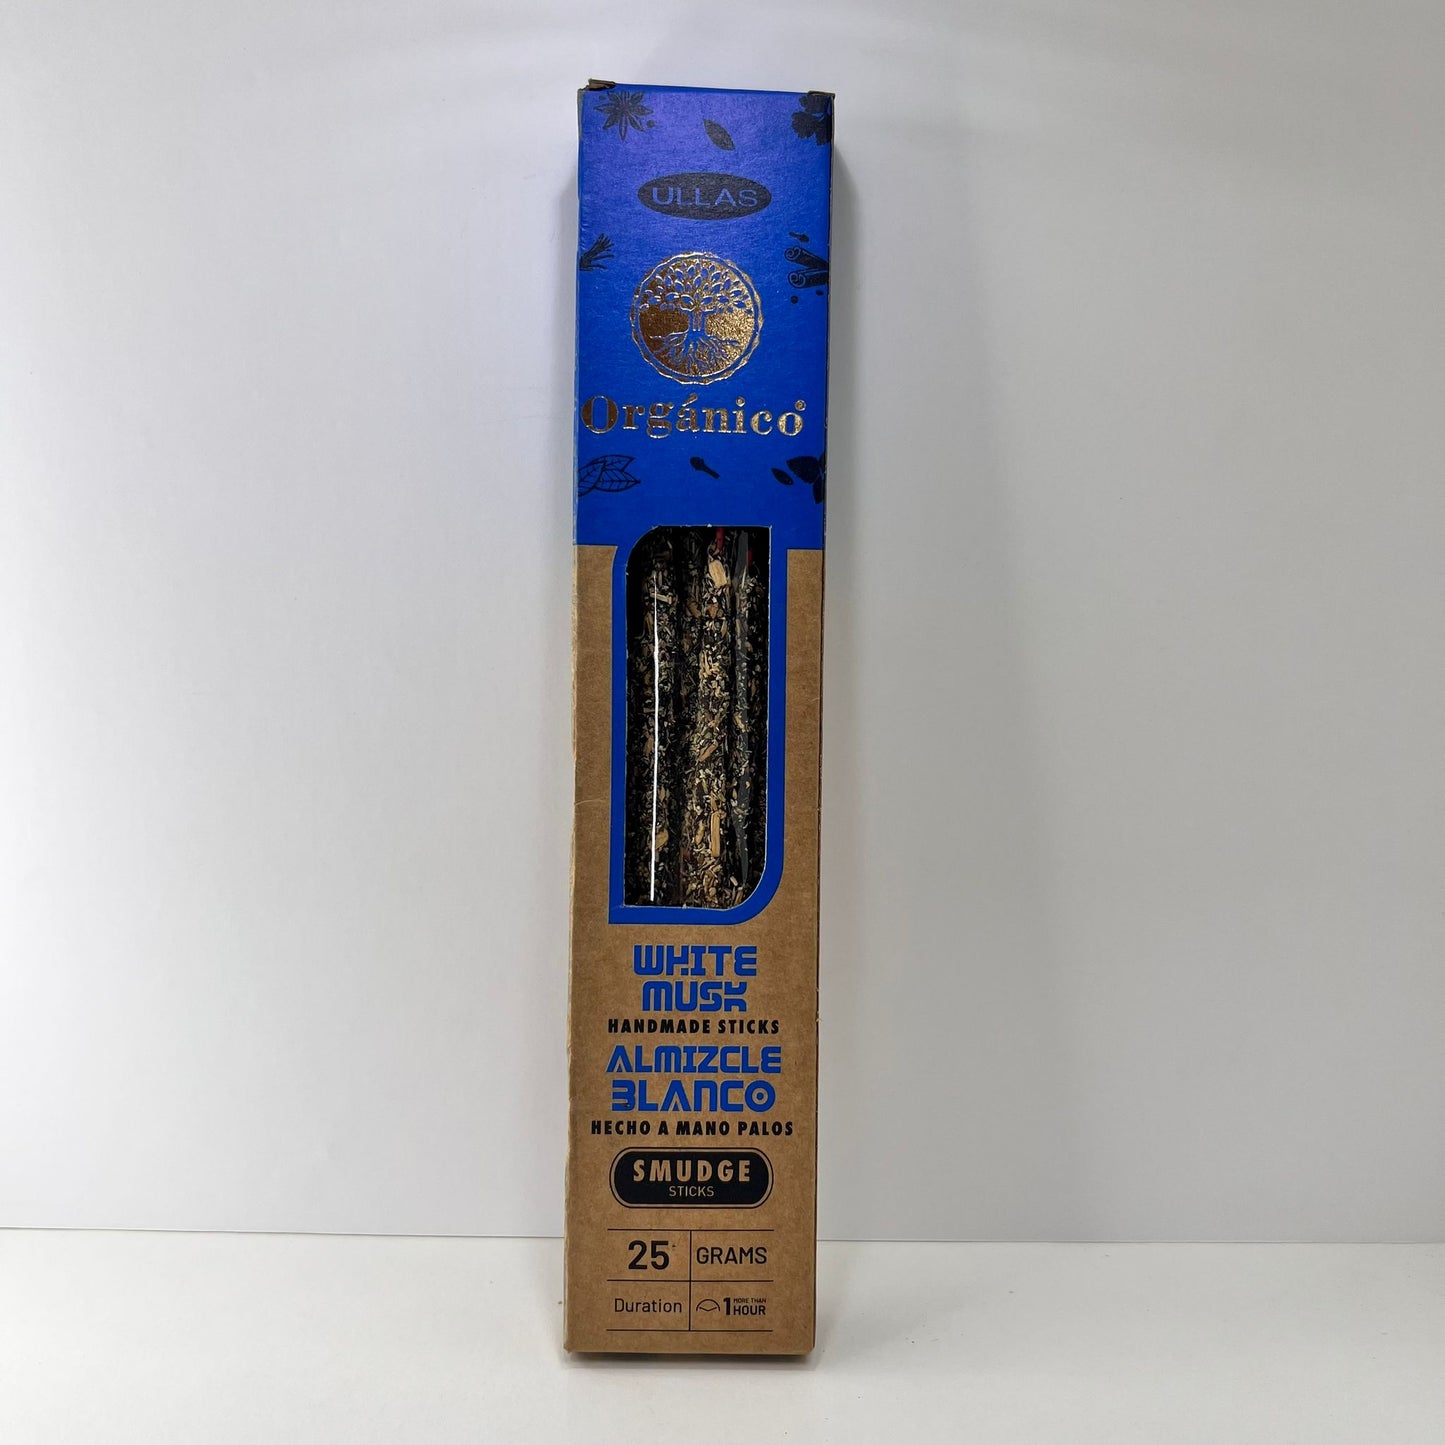 ULLAS
Orgánico
WHITE
MUSK
HANDMADE STICKS
ALMIZCLE
BLANCO
HECHO A MANO PALOS
SMUDGE
STICKS
25 GRAMS
Duration 1 MORE THAN
HOUR